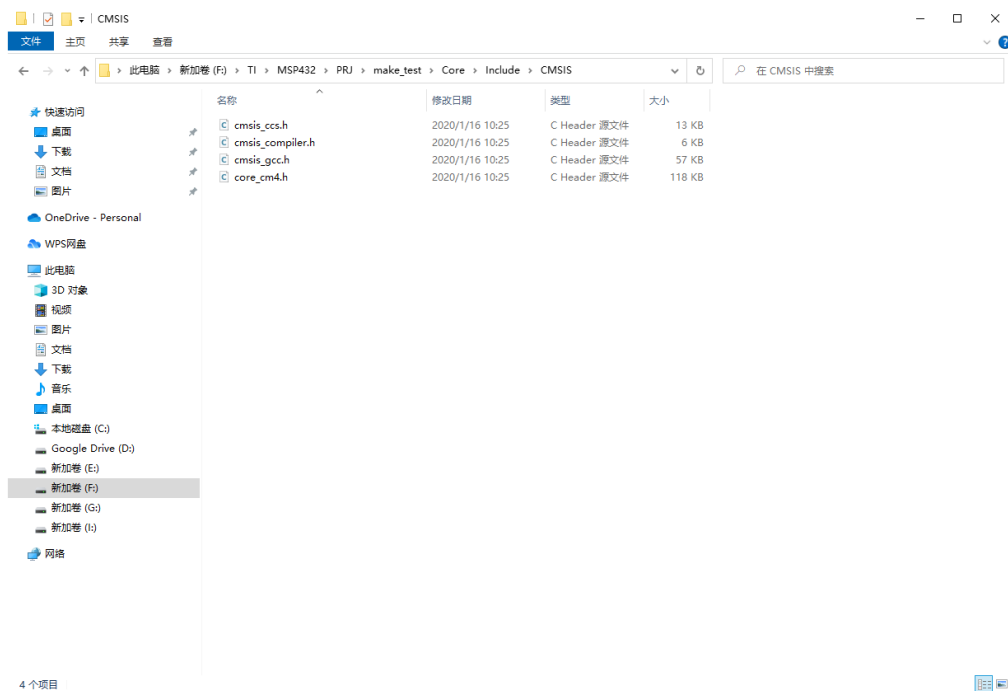 CMSIS
文件 主页 共享 查看
此电脑 新加卷 (F:) TI MSP432 PRJ make_test Core Include CMSIS
在 CMSIS 中搜索
快速访问
桌面
下载
文档
图片
OneDrive - Personal
WPS网盘
此电脑
3D 对象
视频
图片
文档
下载
音乐
桌面
本地磁盘 (C:)
Google Drive (D:)
新加卷 (E:)
新加卷 (F:)
新加卷 (G:)
新加卷 (I:)
网络
名称 修改日期 类型 大小
cmsis_ccs.h 2020/1/16 10:25 C Header 源文件 13 KB
cmsis_compiler.h 2020/1/16 10:25 C Header 源文件 6 KB
cmsis_gcc.h 2020/1/16 10:25 C Header 源文件 57 KB
core_cm4.h 2020/1/16 10:25 C Header 源文件 118 KB
4 个项目